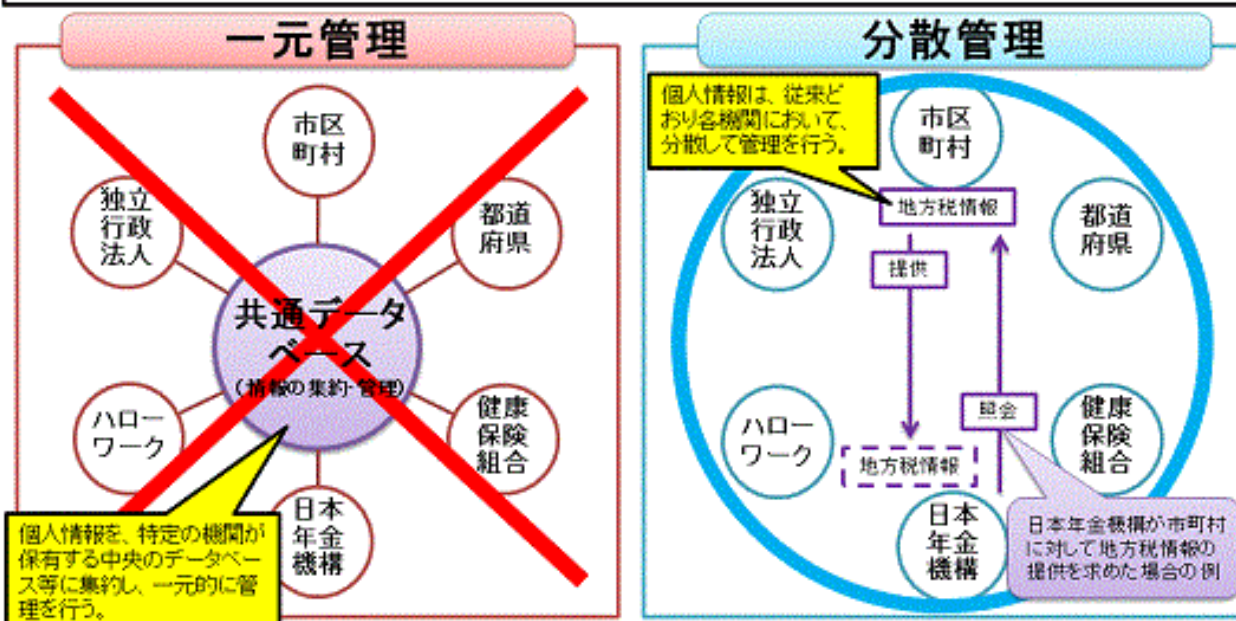 一元管理
市区
町村
独立
行政
法人
都道
府県
共通データ
ベース
(情報の集約・管理)
ハロー
ワーク
健康
保険
組合
日本
年金
機構
個人情報を、特定の機関が
保有する中央のデータベー
ス等に集約し、一元的に管
理を行う。
分散管理
個人情報は、従来ど
おり各機関において、
分散して管理を行う。
市区
町村
地方税情報
独立
行政
法人
都道
府県
提供
照会
ハロー
ワーク
健康
保険
組合
地方税情報
日本
年金
機構
日本年金機構が市町村
に対して地方税情報の
提供を求めた場合の例